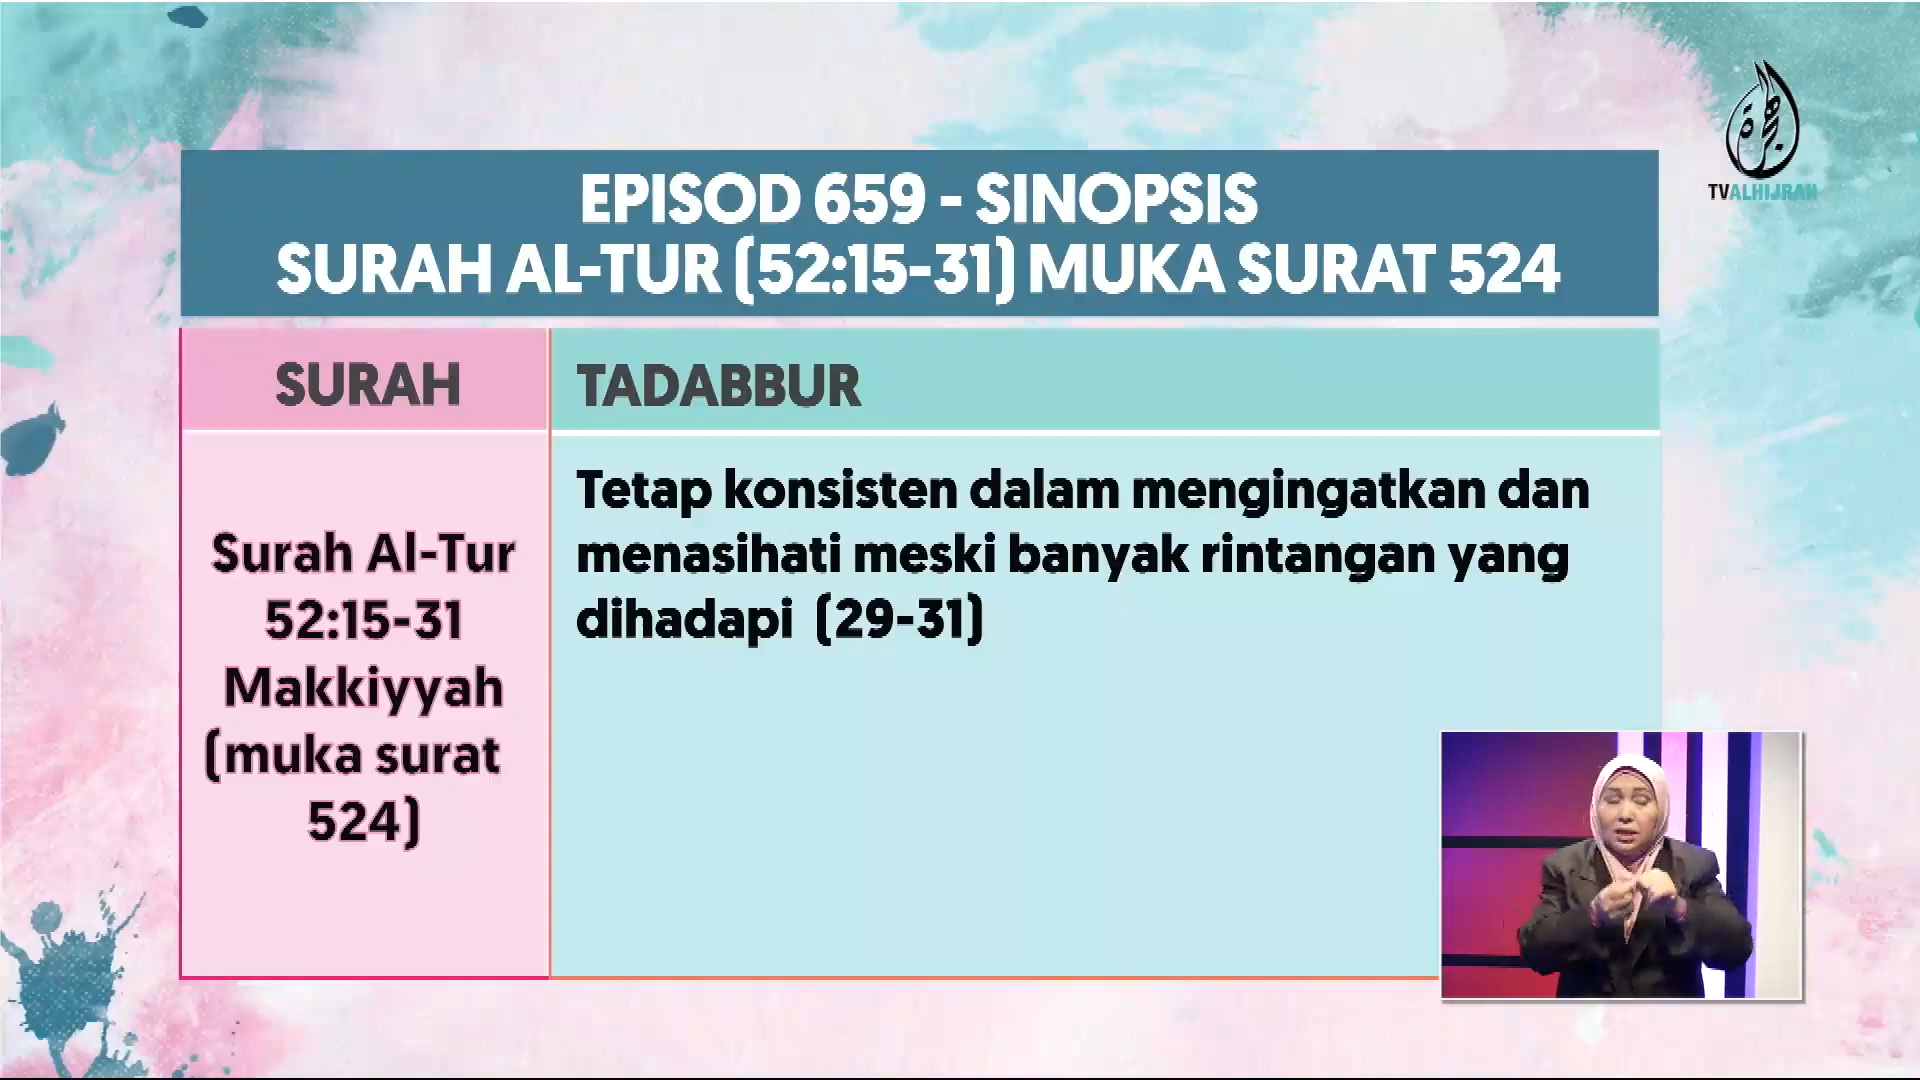 EPISOD 659 - SINOPSIS
SURAH AL-TUR (52:15-31) MUKA SURAT 524
SURAH
TADABBUR
Surah Al-Tur
52:15-31
Makkiyyah
(muka surat
524)
Tetap konsisten dalam mengingatkan dan
menasihati meski banyak rintangan yang
dihadapi (29-31)
هجرة
TVALHIJRAH